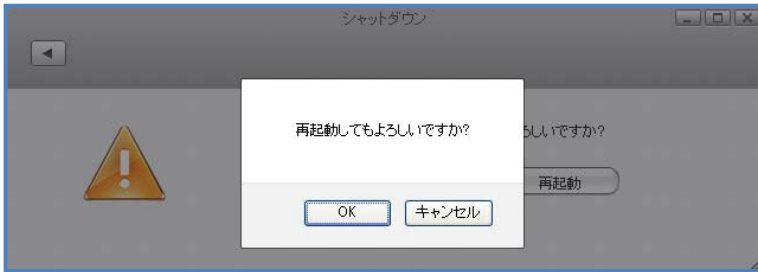 シャットダウン
再起動してもよろしいですか?
ろしいですか?
再起動
OK
キャンセル